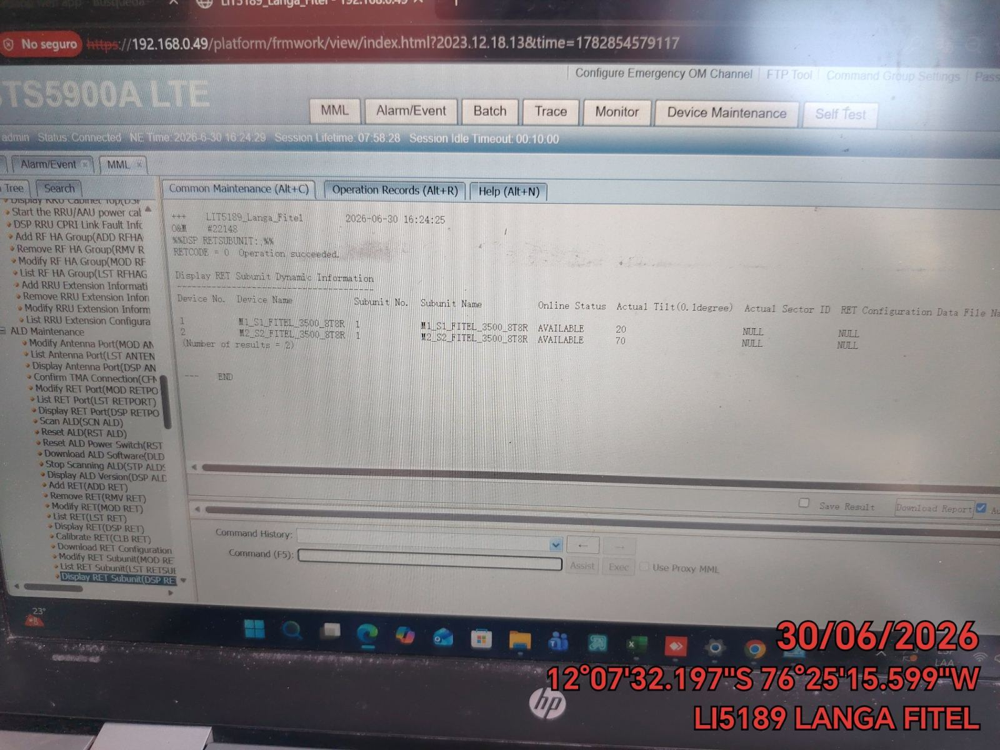 LIT5189_Langa_Fitel - 192.168.0.49
No seguro https://192.168.0.49/platform/frmwork/view/index.html?2023.12.18.13&time=1782854579117
Configure Emergency OM Channel FTP Tool Command Group Settings Pass
TS5900A LTE
MML Alarm/Event Batch Trace Monitor Device Maintenance Self Test
admin Status: Connected NE Time: 2026-6-30 16:24:29 Session Lifetime: 07:58:28 Session Idle Timeout: 00:10:00
Alarm/Event MML
Tree Search
Common Maintenance (Alt+C) Operation Records (Alt+R) Help (Alt+N)
Display RRU Cabinet Top(DSP
Start the RRU/AAU power cal
DSP RRU CPRI Link Fault Info
Add RF HA Group(ADD RFHA
Remove RF HA Group(RMV R
Modify RF HA Group(MOD RF
List RF HA Group(LST RFHAG
Add RRU Extension Informati
Remove RRU Extension Infor
Modify RRU Extension Inform
List RRU Extension Configura
ALD Maintenance
Modify Antenna Port(MOD AN
List Antenna Port(LST ANTEN
Display Antenna Port(DSP AN
Confirm TMA Connection(CFM
Modify RET Port(MOD RETPO
List RET Port(LST RETPORT)
Display RET Port(DSP RETPO
Scan ALD(SCN ALD)
Reset ALD(RST ALD)
Reset ALD Power Switch(RST
Download ALD Software(DLD
Stop Scanning ALD(STP ALDS
Display ALD Version(DSP ALD
Add RET(ADD RET)
Remove RET(RMV RET)
Modify RET(MOD RET)
List RET(LST RET)
Display RET(DSP RET)
Calibrate RET(CLB RET)
Download RET Configuration
Modify RET Subunit(MOD RE
List RET Subunit(LST RETSU
Display RET Subunit(DSP RE
+++ LIT5189_Langa_Fitel 2026-06-30 16:24:25
O&M #22148
%%DSP RETSUBUNIT:;%%
RETCODE = 0 Operation succeeded.
Display RET Subunit Dynamic Information
---------------------------------------
Device No. Device Name Subunit No. Subunit Name Online Status Actual Tilt(0.1degree) Actual Sector ID RET Configuration Data File Na
1 M1_S1_FITEL_3500_8T8R 1 M1_S1_FITEL_3500_8T8R AVAILABLE 20 NULL NULL
2 M2_S2_FITEL_3500_8T8R 1 M2_S2_FITEL_3500_8T8R AVAILABLE 70 NULL NULL
(Number of results = 2)
--- END
Save Result Download Report Au
Command History:
Command (F5): Assist Exec Use Proxy MML
23°
ESP
LAA
hp
30/06/2026
12°07'32.197"S 76°25'15.599"W
LI5189 LANGA FITEL